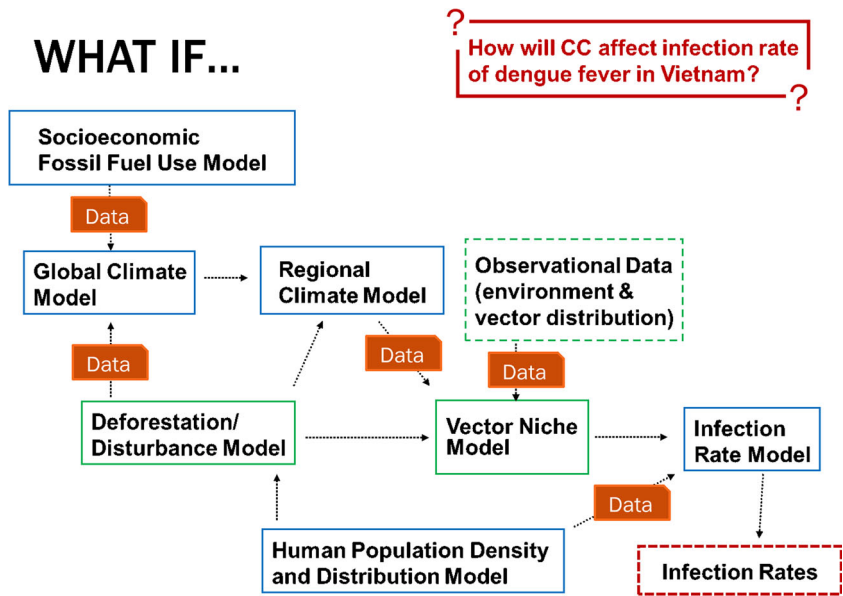 WHAT IF...
?
How will CC affect infection rate
of dengue fever in Vietnam?
?
Socioeconomic
Fossil Fuel Use Model
Data
Global Climate
Model
Regional
Climate Model
Observational Data
(environment &
vector distribution)
Data
Data
Data
Deforestation/
Disturbance Model
Vector Niche
Model
Infection
Rate Model
Data
Human Population Density
and Distribution Model
Infection Rates